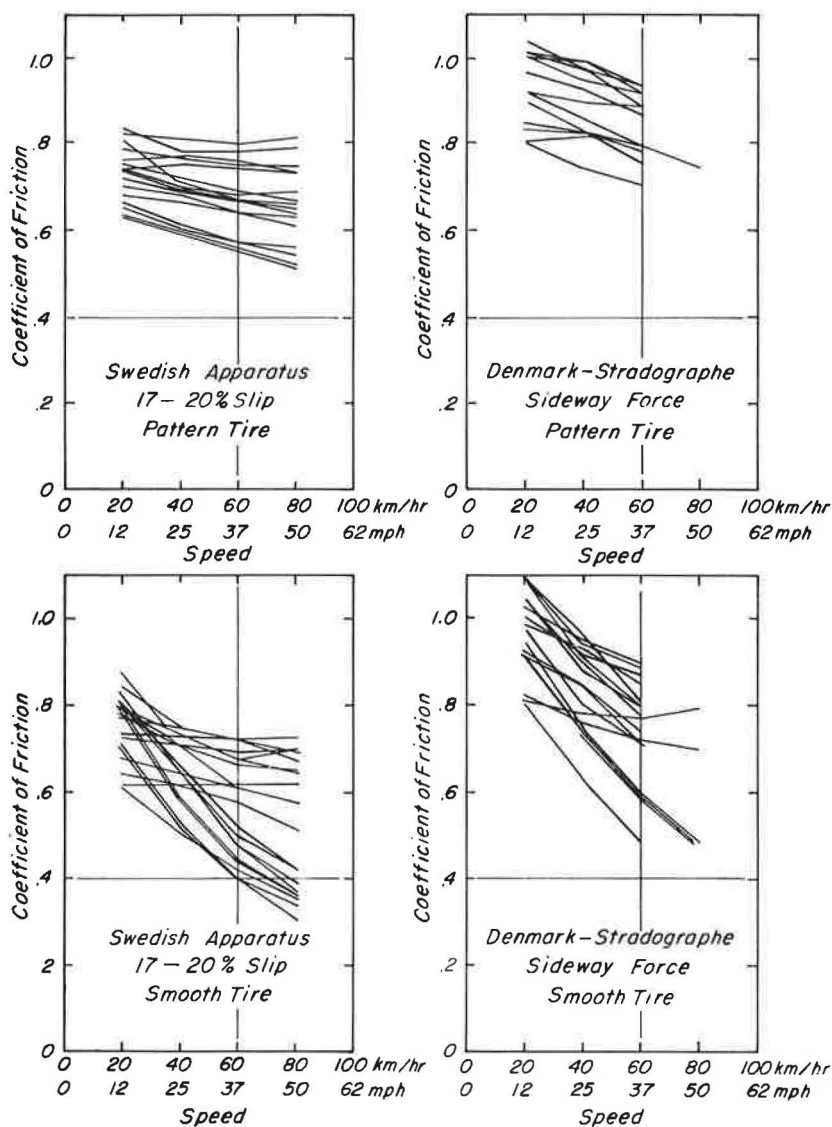 1.0
.8
.6
.4
.2
0
Coefficient of Friction
Swedish Apparatus
17-20% Slip
Pattern Tire
0 20 40 60 80 100 km/hr
0 12 25 37 50 62 mph
Speed
1.0
.8
.6
.4
.2
0
Coefficient of Friction
Denmark-Stradographe
Sideway Force
Pattern Tire
0 20 40 60 80 100 km/hr
0 12 25 37 50 62 mph
Speed
1.0
.8
.6
.4
.2
0
Coefficient of Friction
Swedish Apparatus
17-20% Slip
Smooth Tire
0 20 40 60 80 100 km/hr
0 12 25 37 50 62 mph
Speed
1.0
.8
.6
.4
.2
0
Coefficient of Friction
Denmark-Stradographe
Sideway Force
Smooth Tire
0 20 40 60 80 100 km/hr
0 12 25 37 50 62 mph
Speed